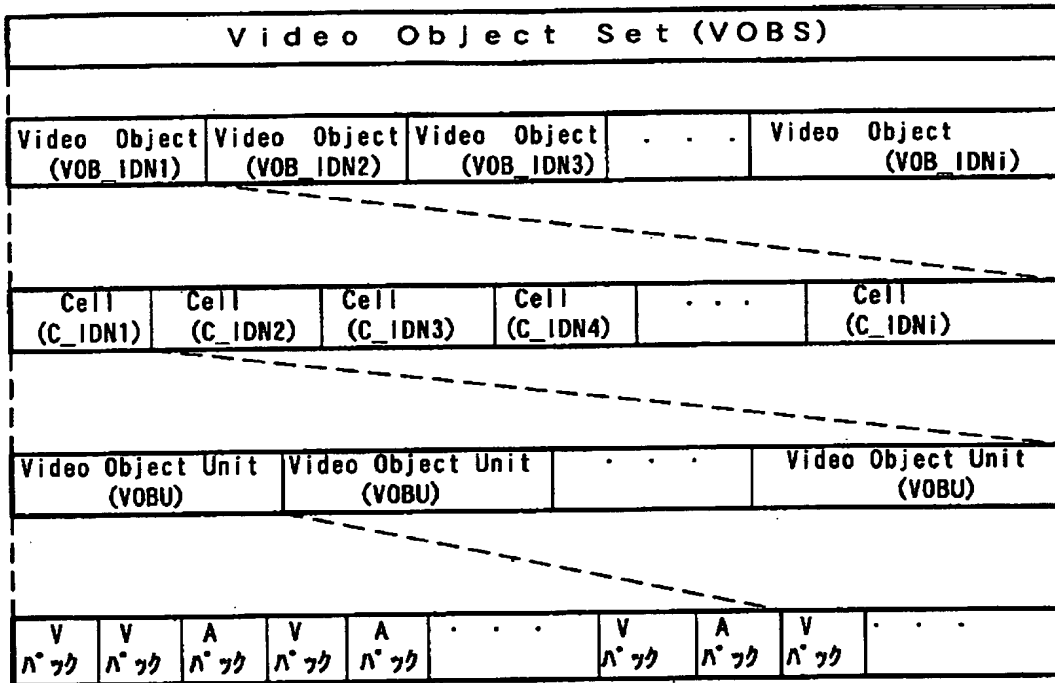 Video Object Set (VOBS)
Video Object Video Object Video Object . . . Video Object
(VOB_IDN1) (VOB_IDN2) (VOB_IDN3) (VOB_IDNi)
Cell Cell Cell Cell . . . Cell
(C_IDN1) (C_IDN2) (C_IDN3) (C_IDN4) (C_IDNi)
Video Object Unit Video Object Unit . . . Video Object Unit
(VOBU) (VOBU) (VOBU)
V V A V A . . . V A V . . .
パック パック パック パック パック パック パック パック